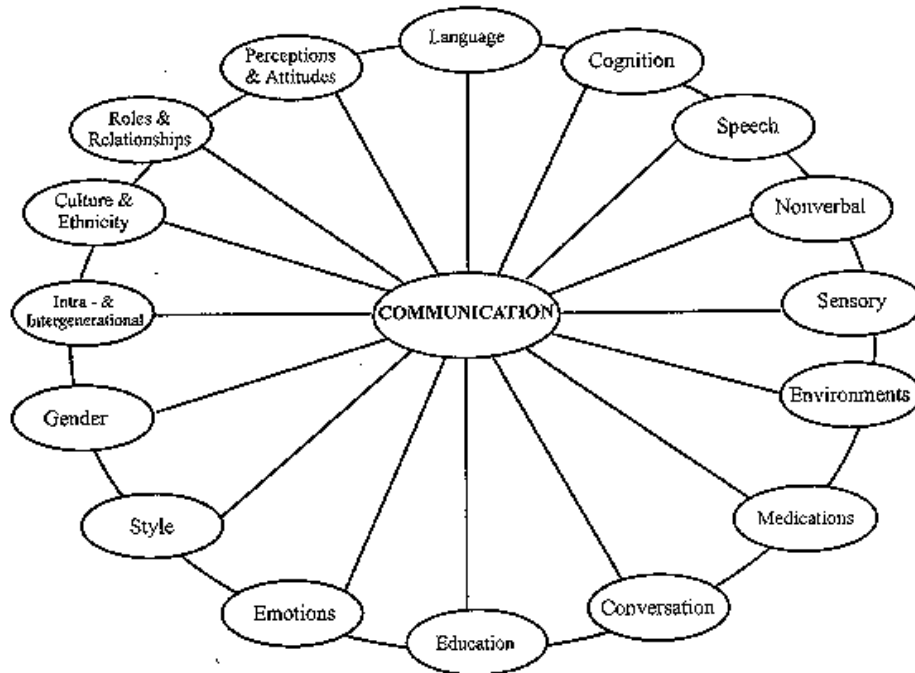 Language
Cognition
Speech
Nonverbal
Sensory
Environments
Medications
Conversation
Education
Emotions
Style
Gender
Intra - &
Intergenerational
Culture &
Ethnicity
Roles &
Relationships
Perceptions
& Attitudes
COMMUNICATION